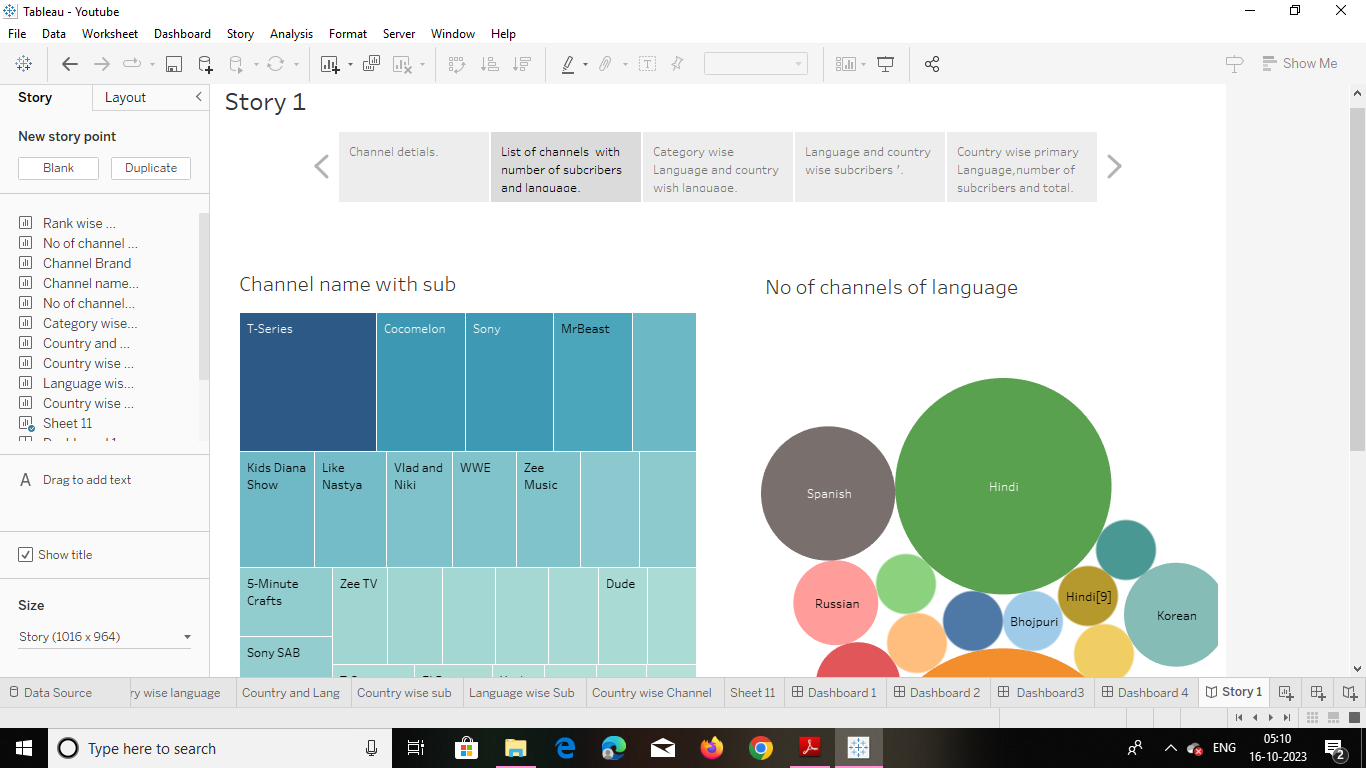 Tableau - Youtube
File Data Worksheet Dashboard Story Analysis Format Server Window Help
Show Me
Story Layout
New story point
Blank Duplicate
Rank wise ...
No of channel ...
Channel Brand
Channel name...
No of channel...
Category wise...
Country and ...
Country wise ...
Language wis...
Country wise ...
Sheet 11
A Drag to add text
Show title
Size
Story (1016 x 964)
Story 1
Channel detials.
List of channels with
number of subcribers
and language.
Category wise
Language and country
wish language.
Language and country
wise subcribers '.
Country wise primary
Language,number of
subcribers and total.
Channel name with sub
T-Series Cocomelon Sony MrBeast
Kids Diana
Show
Like
Nastya
Vlad and
Niki
WWE
Zee
Music
5-Minute
Crafts
Zee TV
Dude
Sony SAB
No of channels of language
Hindi
Spanish
Russian
Hindi[9]
Bhojpuri
Korean
Data Source ry wise language Country and Lang Country wise sub Language wise Sub Country wise Channel Sheet 11 Dashboard 1 Dashboard 2 Dashboard3 Dashboard 4 Story 1
Type here to search
ENG
05:10
16-10-2023
2